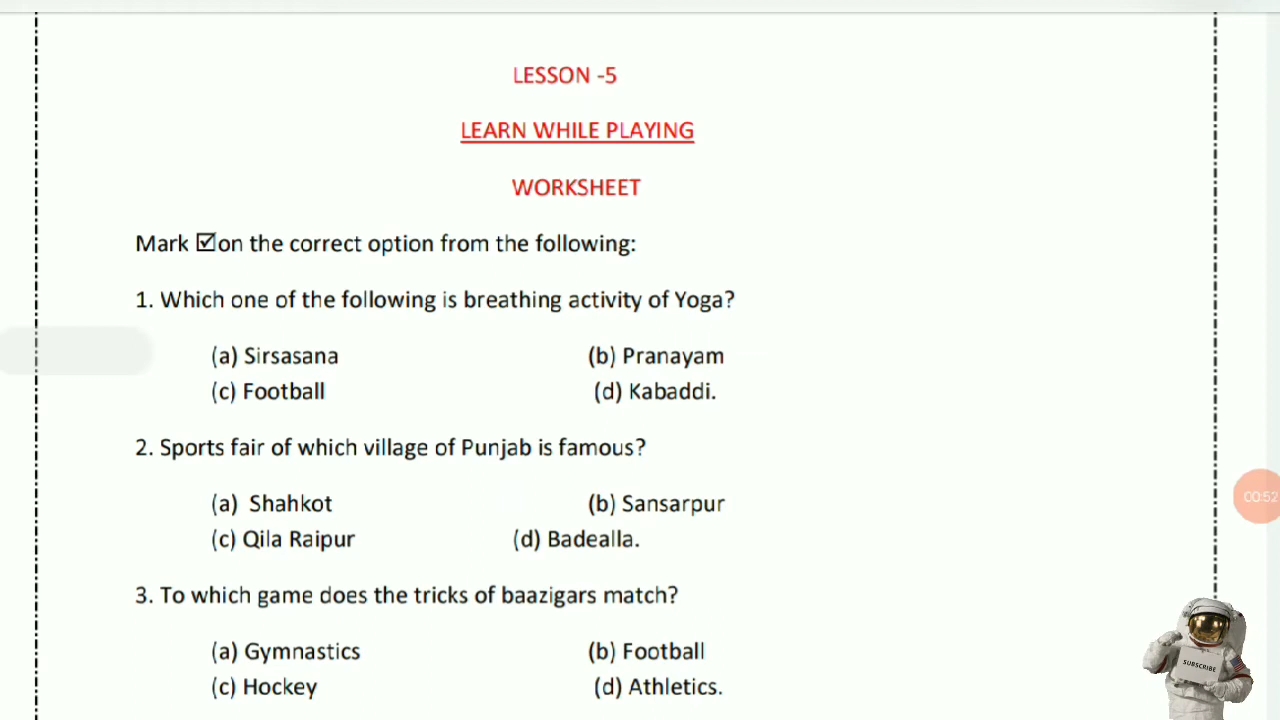 LESSON -5
LEARN WHILE PLAYING
WORKSHEET
Mark ☑on the correct option from the following:
1. Which one of the following is breathing activity of Yoga?
(a) Sirsasana (b) Pranayam
(c) Football (d) Kabaddi.
2. Sports fair of which village of Punjab is famous?
(a) Shahkot (b) Sansarpur
(c) Qila Raipur (d) Badealla.
00:52
3. To which game does the tricks of baazigars match?
(a) Gymnastics (b) Football
(c) Hockey (d) Athletics.
SUBSCRIBE